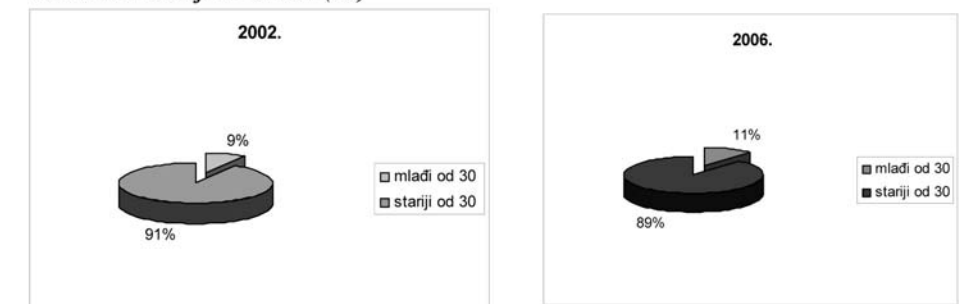 2002.
9%
mlađi od 30
stariji od 30
91%
2006.
11%
mlađi od 30
stariji od 30
89%